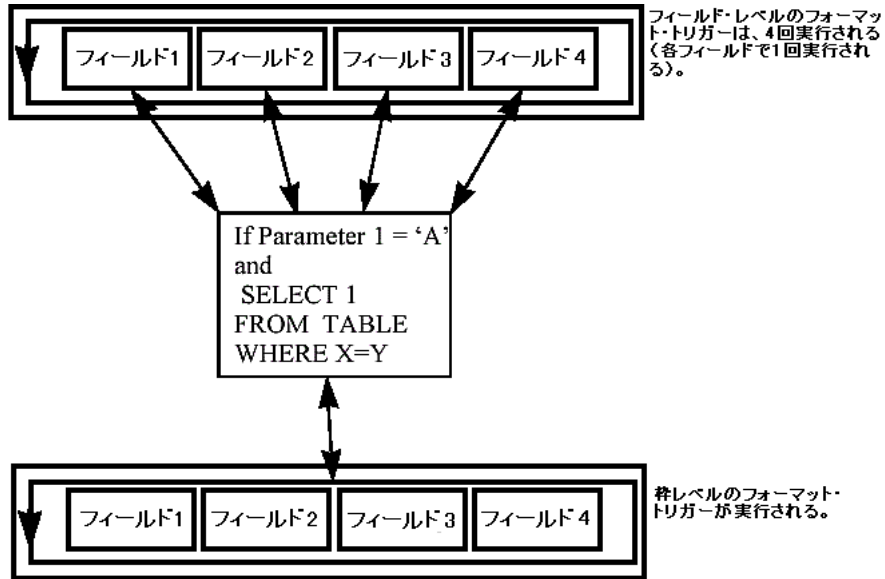 フィールド1 フィールド2 フィールド3 フィールド4
フィールド・レベルのフォーマッ
ト・トリガーは、4回実行される
(各フィールドで1回実行され
る)。
If Parameter 1 = ‘A’
and
SELECT 1
FROM TABLE
WHERE X=Y
フィールド1 フィールド2 フィールド3 フィールド4
枠レベルのフォーマット・
トリガーが実行される。